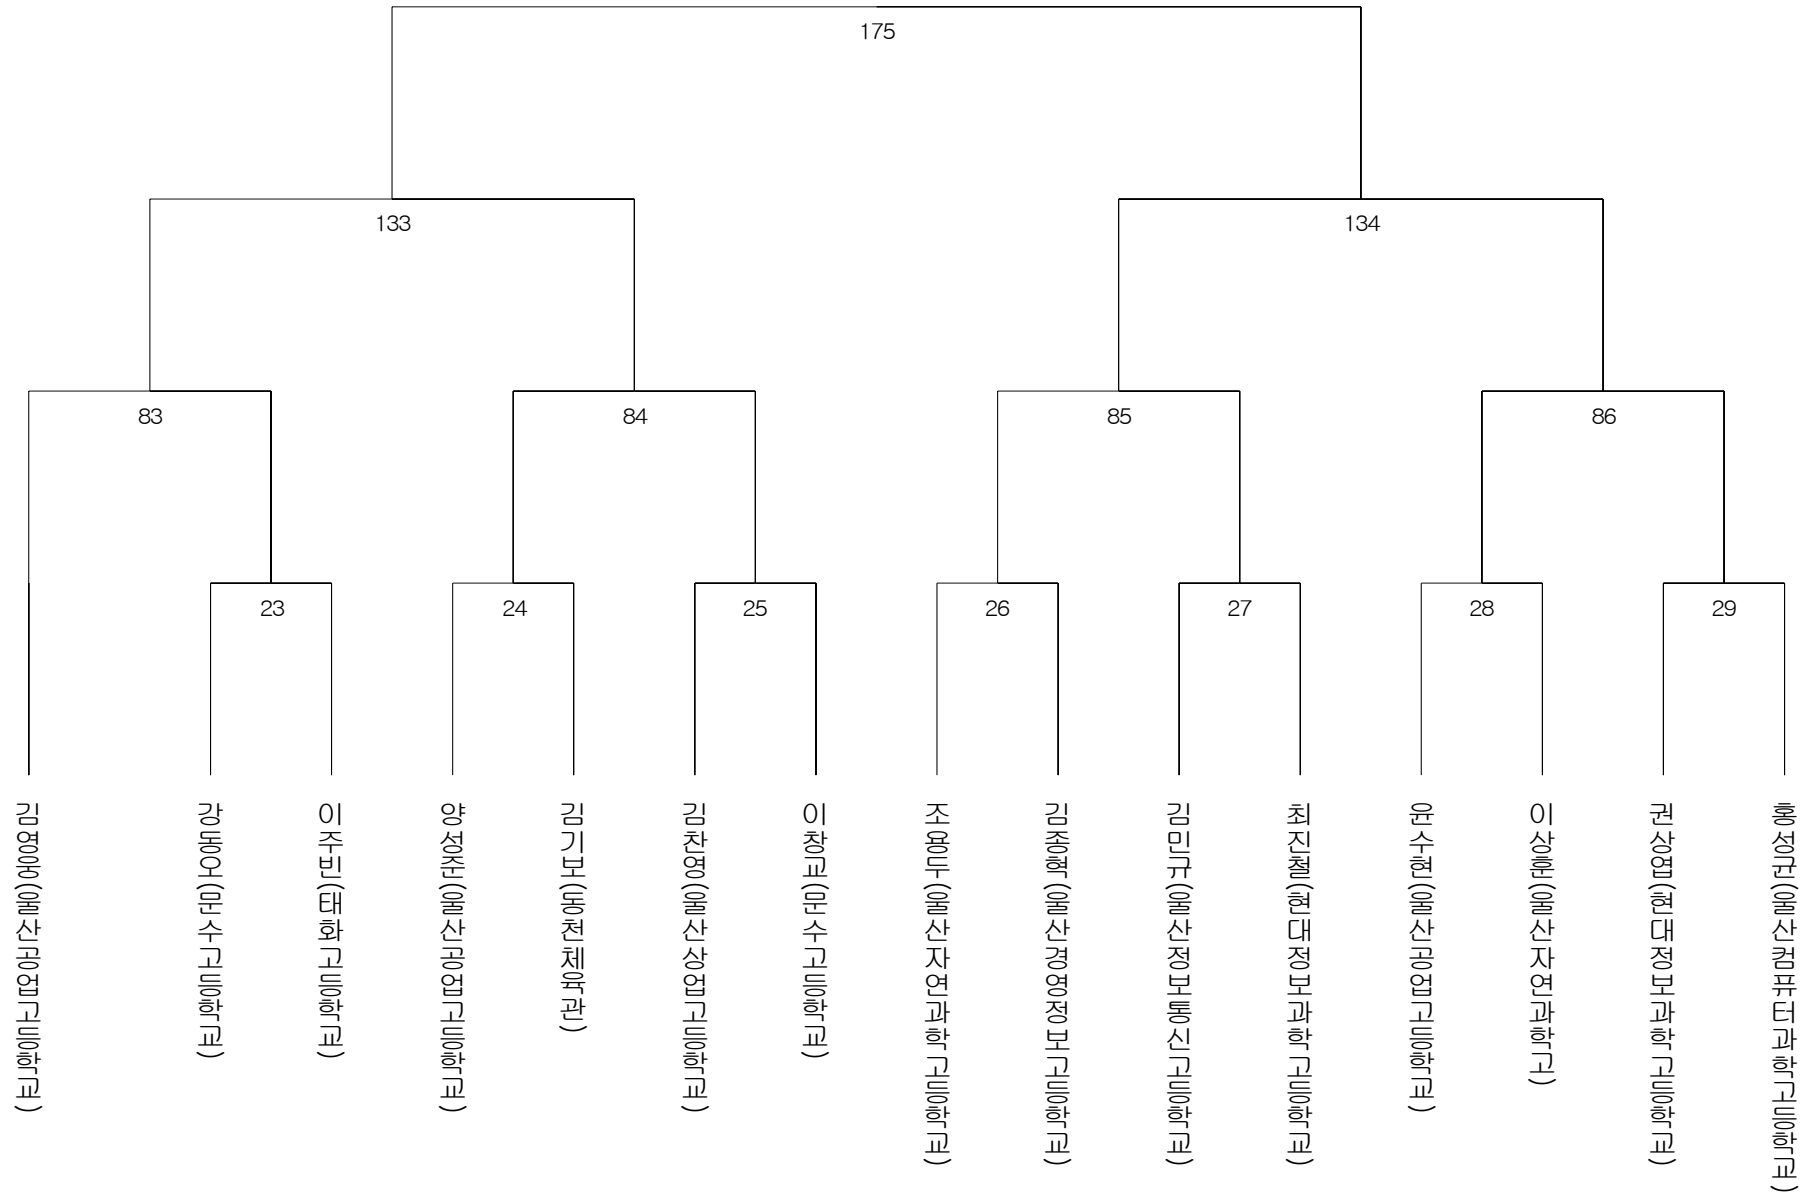 175
133
134
83
84
85
86
23
24
25
26
27
28
29
김영웅(울산공업고등학교)
강동오(문수고등학교)
이주빈(태화고등학교)
양성준(울산공업고등학교)
김기보(동천체육관)
김찬영(울산상업고등학교)
이창교(문수고등학교)
조용두(울산자연과학고등학교)
김종혁(울산경영정보고등학교)
김민규(울산정보통신고등학교)
최진철(현대정보과학고등학교)
윤수현(울산공업고등학교)
이상훈(울산자연과학고)
권상엽(현대정보과학고등학교)
홍성균(울산컴퓨터과학고등학교)